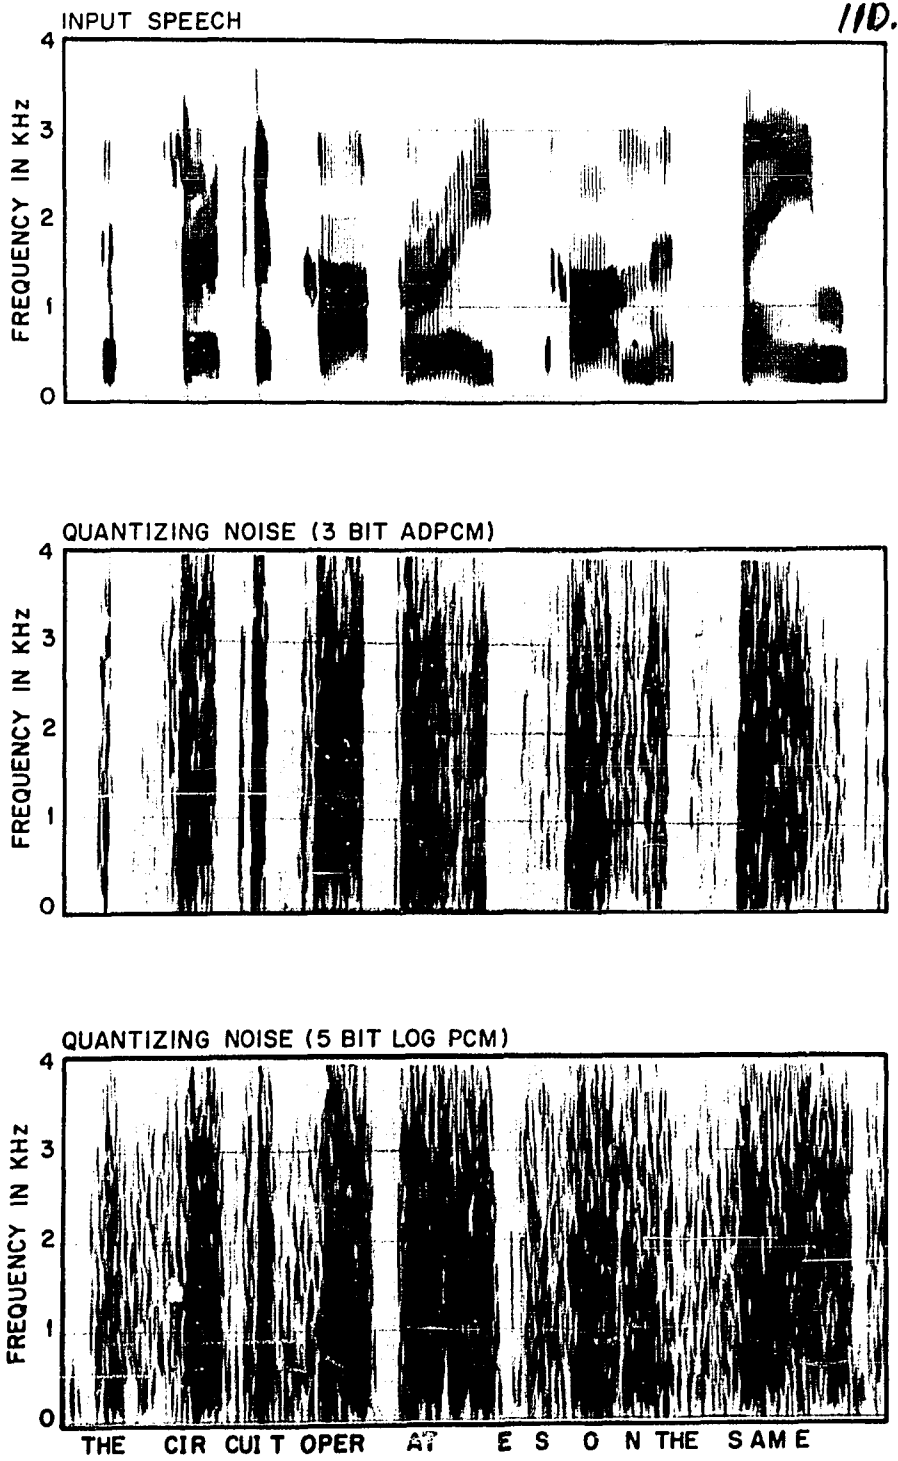 11D.
INPUT SPEECH
FREQUENCY IN KHz
4
3
2
1
0
QUANTIZING NOISE (3 BIT ADPCM)
FREQUENCY IN KHz
4
3
2
1
0
QUANTIZING NOISE (5 BIT LOG PCM)
FREQUENCY IN KHz
4
3
2
1
0
THE CIR CUI T OPER AT E S O N THE S AM E